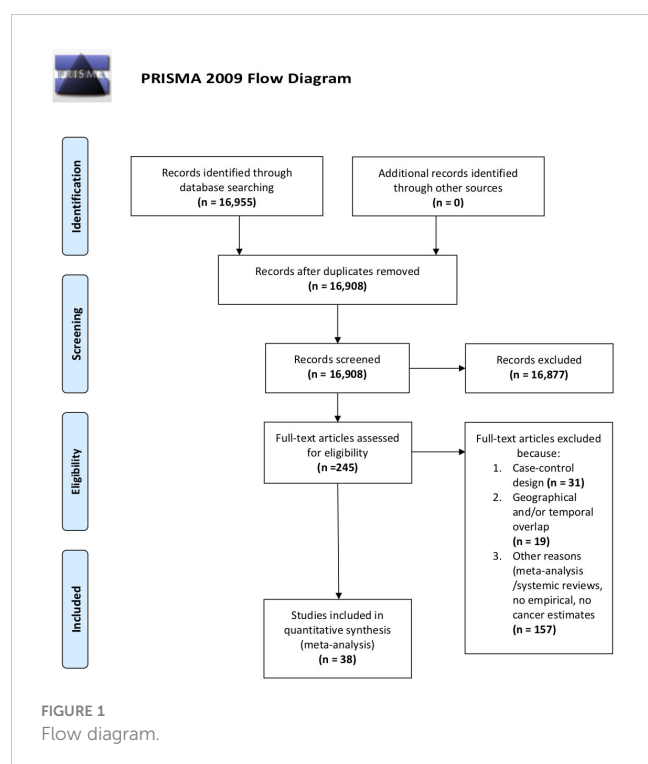 PRISMA
PRISMA 2009 Flow Diagram
Identification
Records identified through
database searching
(n = 16,955)
Additional records identified
through other sources
(n = 0)
Records after duplicates removed
(n = 16,908)
Screening
Records screened
(n = 16,908)
Records excluded
(n = 16,877)
Eligibility
Full-text articles assessed
for eligibility
(n =245)
Full-text articles excluded
because:
1. Case-control
design (n = 31)
2. Geographical
and/or temporal
overlap
(n = 19)
3. Other reasons
(meta-analysis
/systemic reviews,
no empirical, no
cancer estimates
(n = 157)
Included
Studies included in
quantitative synthesis
(meta-analysis)
(n = 38)
FIGURE 1
Flow diagram.